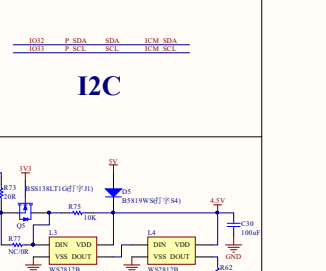 IO32 P_SDA SDA ICM_SDA
IO33 P_SCL SCL ICM_SCL
I2C
3V3
5V
R73
20R
BSS138LT1G(打字J1)
D5
B5819WS(打字S4)
4.5V
R75
10K
Q5
C30
100uF
R77
NC/0R
L3
L4
GND
DIN VDD
DIN VDD
VSS DOUT
VSS DOUT
WS2812B
WS2812B
R62